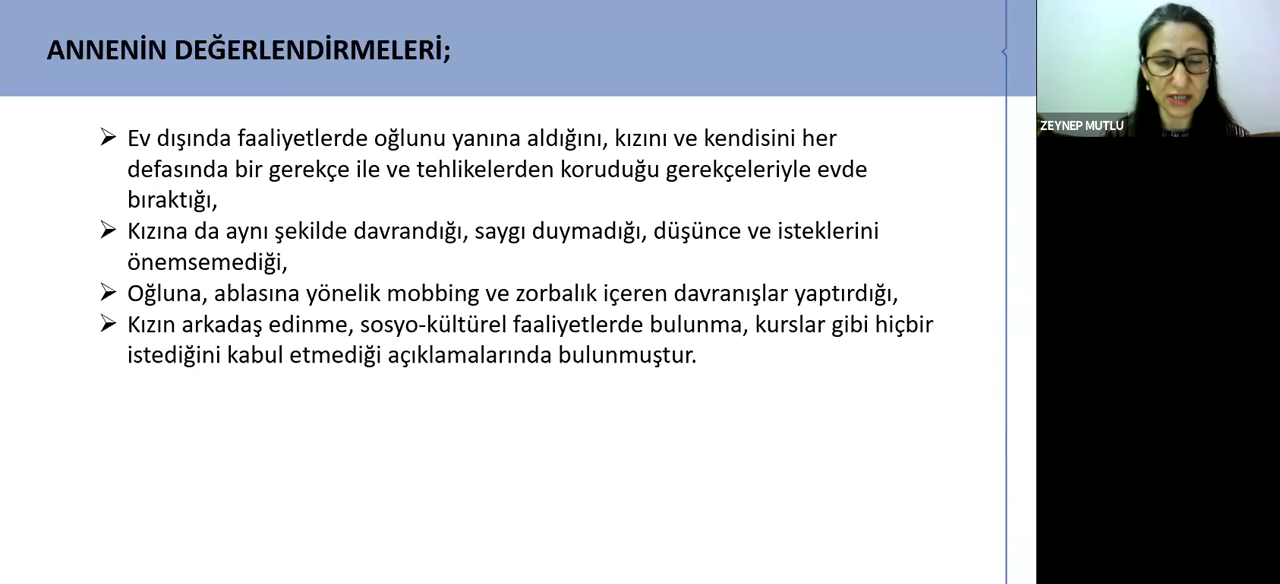 ANNENİN DEĞERLENDİRMELERİ;
Ev dışında faaliyetlerde oğlunu yanına aldığını, kızını ve kendisini her
defasında bir gerekçe ile ve tehlikelerden koruduğu gerekçeleriyle evde
bıraktığı,
Kızına da aynı şekilde davrandığı, saygı duymadığı, düşünce ve isteklerini
önemsemediği,
Oğluna, ablasına yönelik mobbing ve zorbalık içeren davranışlar yaptırdığı,
Kızın arkadaş edinme, sosyo-kültürel faaliyetlerde bulunma, kurslar gibi hiçbir
istediğini kabul etmediği açıklamalarında bulunmuştur.
ZEYNEP MUTLU